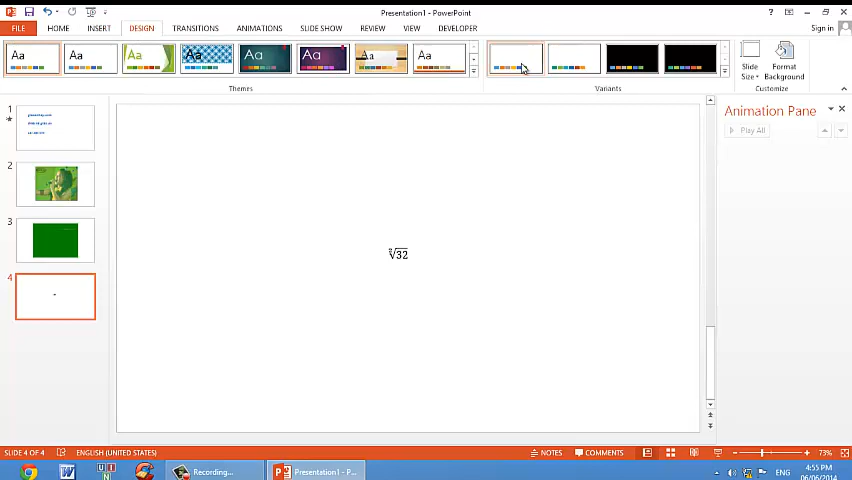 Presentation1 - PowerPoint
?
FILE HOME INSERT DESIGN TRANSITIONS ANIMATIONS SLIDE SHOW REVIEW VIEW DEVELOPER Sign in
Aa Aa Aa Aa Aa Aa Aa Aa
Slide Size
Format Background
Themes Variants Customize
Animation Pane
Play All
1
2
3
4
²√32
SLIDE 4 OF 4 ENGLISH (UNITED STATES) NOTES COMMENTS 73%
Recording... Presentation1 - P... ENG 4:55 PM
06/06/2014